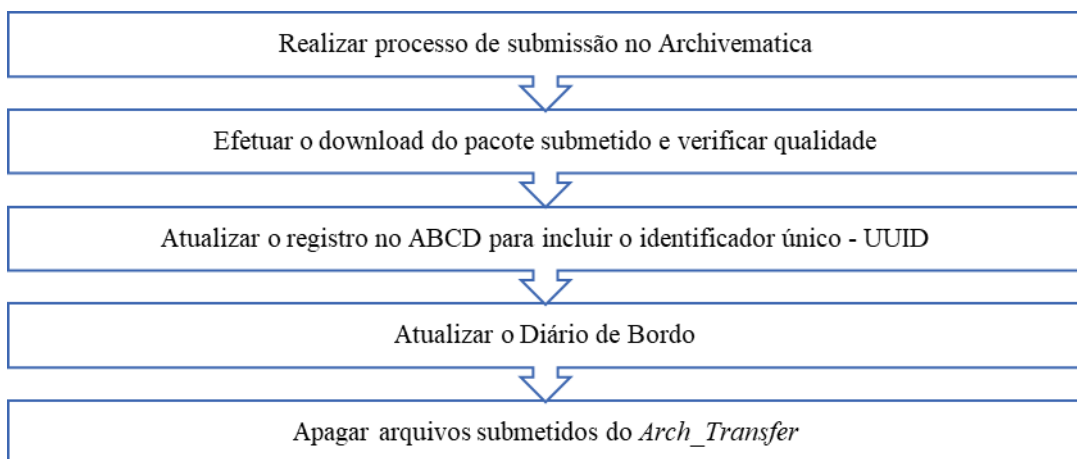 Realizar processo de submissão no Archivematica
Efetuar o download do pacote submetido e verificar qualidade
Atualizar o registro no ABCD para incluir o identificador único - UUID
Atualizar o Diário de Bordo
Apagar arquivos submetidos do Arch_Transfer